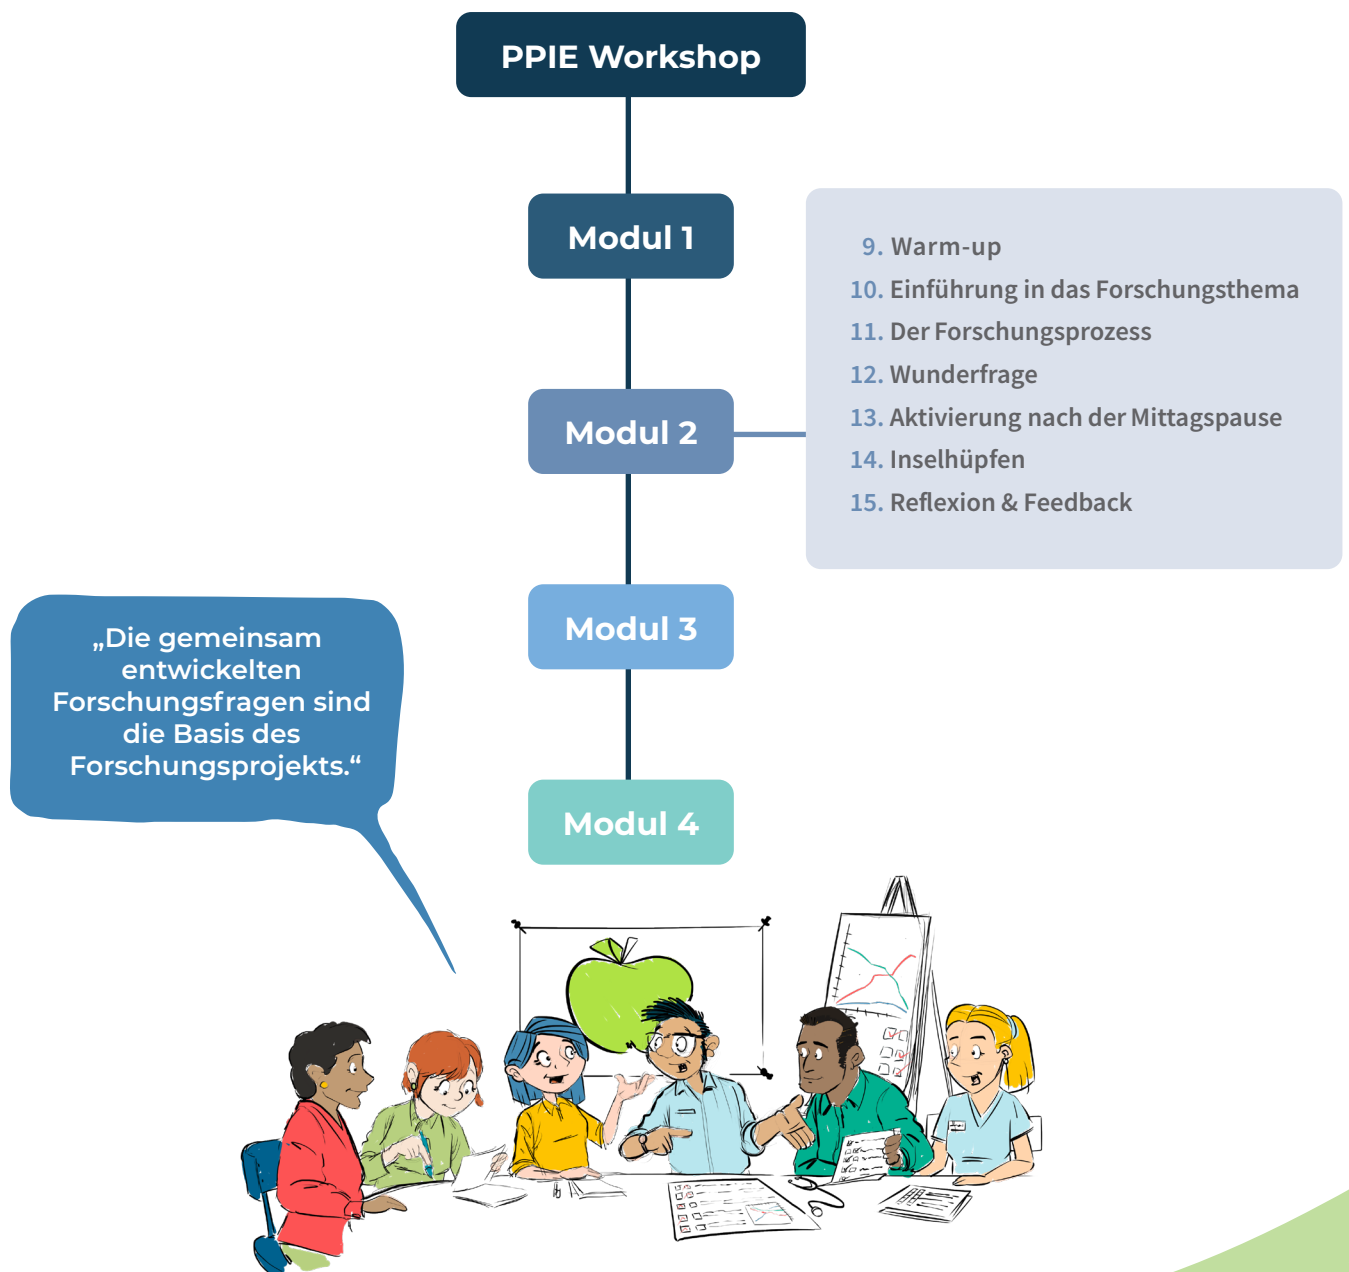 PPIE Workshop
Modul 1
9. Warm-up
10. Einführung in das Forschungsthema
11. Der Forschungsprozess
12. Wunderfrage
13. Aktivierung nach der Mittagspause
14. Inselhüpfen
15. Reflexion & Feedback
Modul 2
Modul 3
„Die gemeinsam
entwickelten
Forschungsfragen sind
die Basis des
Forschungsprojekts.“
Modul 4